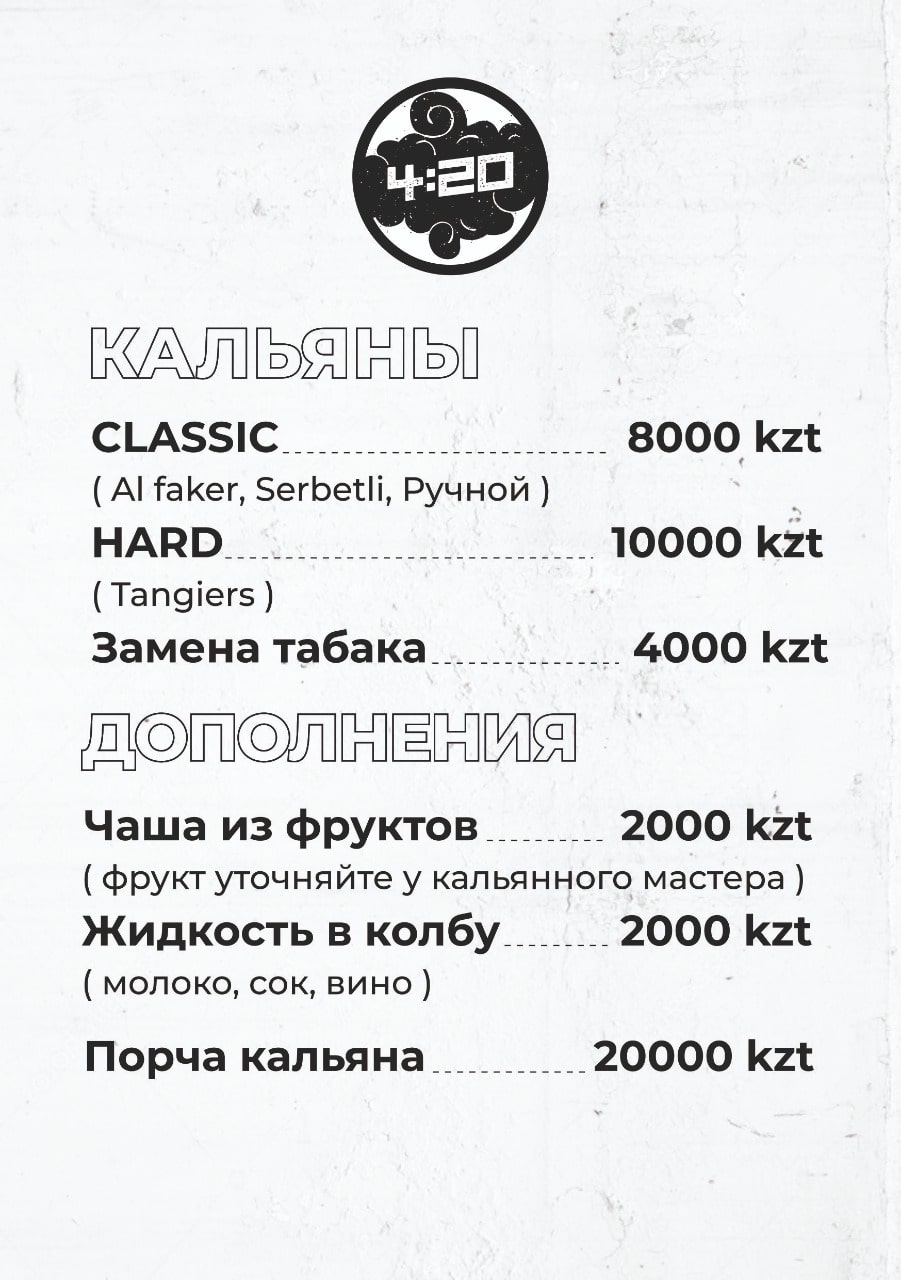 4:20
КАЛЬЯНЫ
CLASSIC 8000 kzt
( Al faker, Serbetli, Ручной )
HARD 10000 kzt
( Tangiers )
Замена табака 4000 kzt
ДОПОЛНЕНИЯ
Чаша из фруктов 2000 kzt
( фрукт уточняйте у кальянного мастера )
Жидкость в колбу 2000 kzt
( молоко, сок, вино )
Порча кальяна 20000 kzt